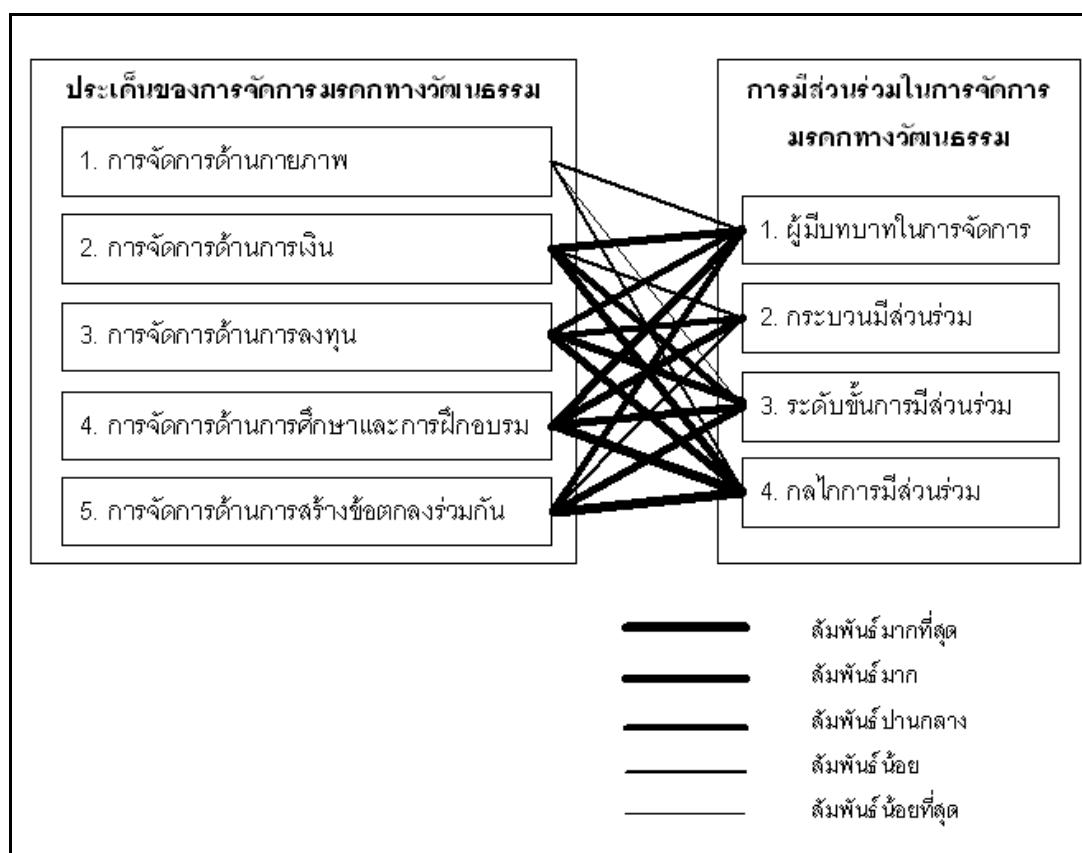 ประเด็นของการจัดการมรดกทางวัฒนธรรม
1. การจัดการด้านกายภาพ
2. การจัดการด้านการเงิน
3. การจัดการด้านการลงทุน
4. การจัดการด้านการศึกษาและการฝึกอบรม
5. การจัดการด้านการสร้างข้อตกลงร่วมกัน
การมีส่วนร่วมในการจัดการ
มรดกทางวัฒนธรรม
1. ผู้มีบทบาทในการจัดการ
2. กระบวนมีส่วนร่วม
3. ระดับขั้นการมีส่วนร่วม
4. กลไกการมีส่วนร่วม
สัมพันธ์มากที่สุด
สัมพันธ์มาก
สัมพันธ์ปานกลาง
สัมพันธ์น้อย
สัมพันธ์น้อยที่สุด